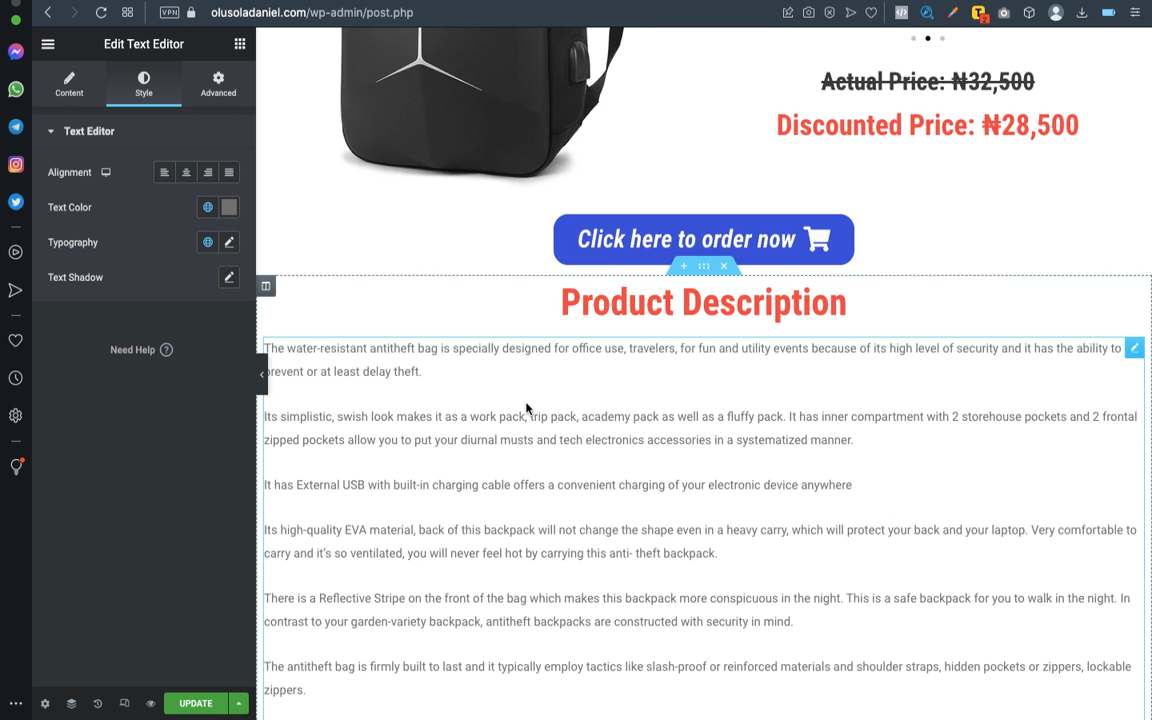 VPN
olusoladaniel.com/wp-admin/post.php
2
Edit Text Editor
Content
Style
Advanced
Text Editor
Alignment
Text Color
Typography
Text Shadow
Need Help ?
UPDATE
Actual Price: ₦32,500
Discounted Price: ₦28,500
Click here to order now
Product Description
The water-resistant antitheft bag is specially designed for office use, travelers, for fun and utility events because of its high level of security and it has the ability to
prevent or at least delay theft.
Its simplistic, swish look makes it as a work pack, trip pack, academy pack as well as a fluffy pack. It has inner compartment with 2 storehouse pockets and 2 frontal
zipped pockets allow you to put your diurnal musts and tech electronics accessories in a systematized manner.
It has External USB with built-in charging cable offers a convenient charging of your electronic device anywhere
Its high-quality EVA material, back of this backpack will not change the shape even in a heavy carry, which will protect your back and your laptop. Very comfortable to
carry and it's so ventilated, you will never feel hot by carrying this anti- theft backpack.
There is a Reflective Stripe on the front of the bag which makes this backpack more conspicuous in the night. This is a safe backpack for you to walk in the night. In
contrast to your garden-variety backpack, antitheft backpacks are constructed with security in mind.
The antitheft bag is firmly built to last and it typically employ tactics like slash-proof or reinforced materials and shoulder straps, hidden pockets or zippers, lockable
zippers.